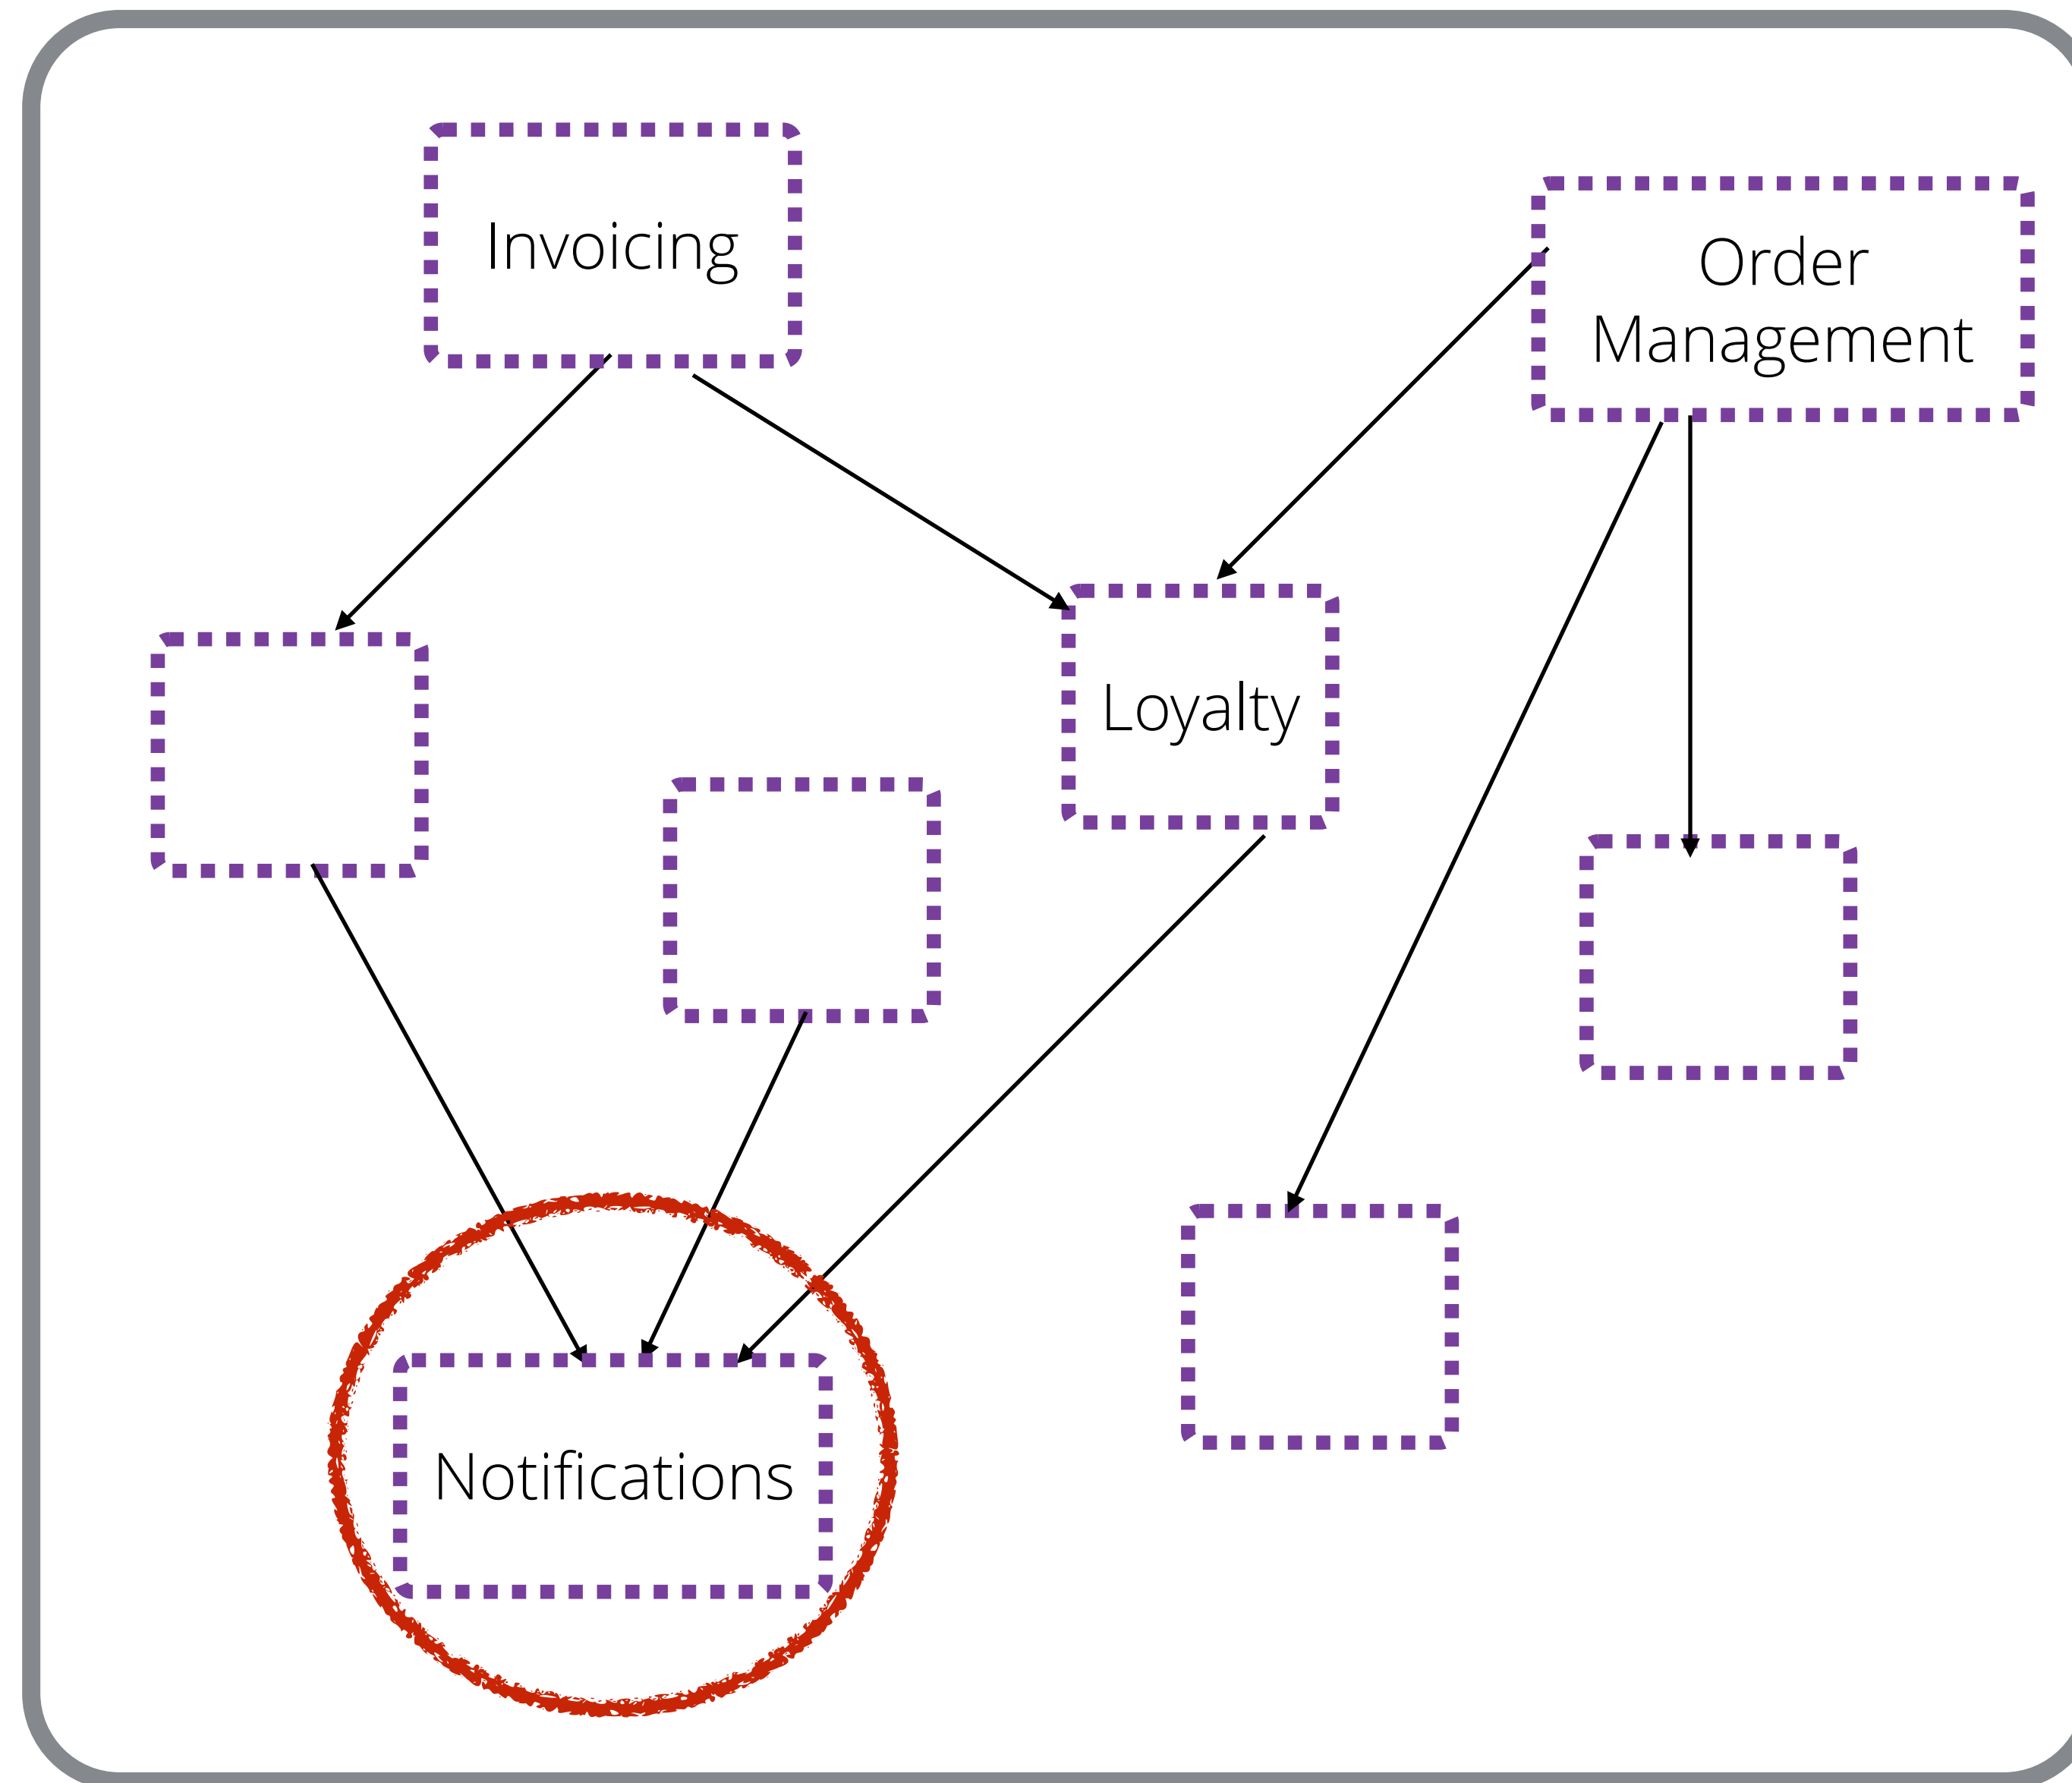 Invoicing
Order
Management
Loyalty
Notifications